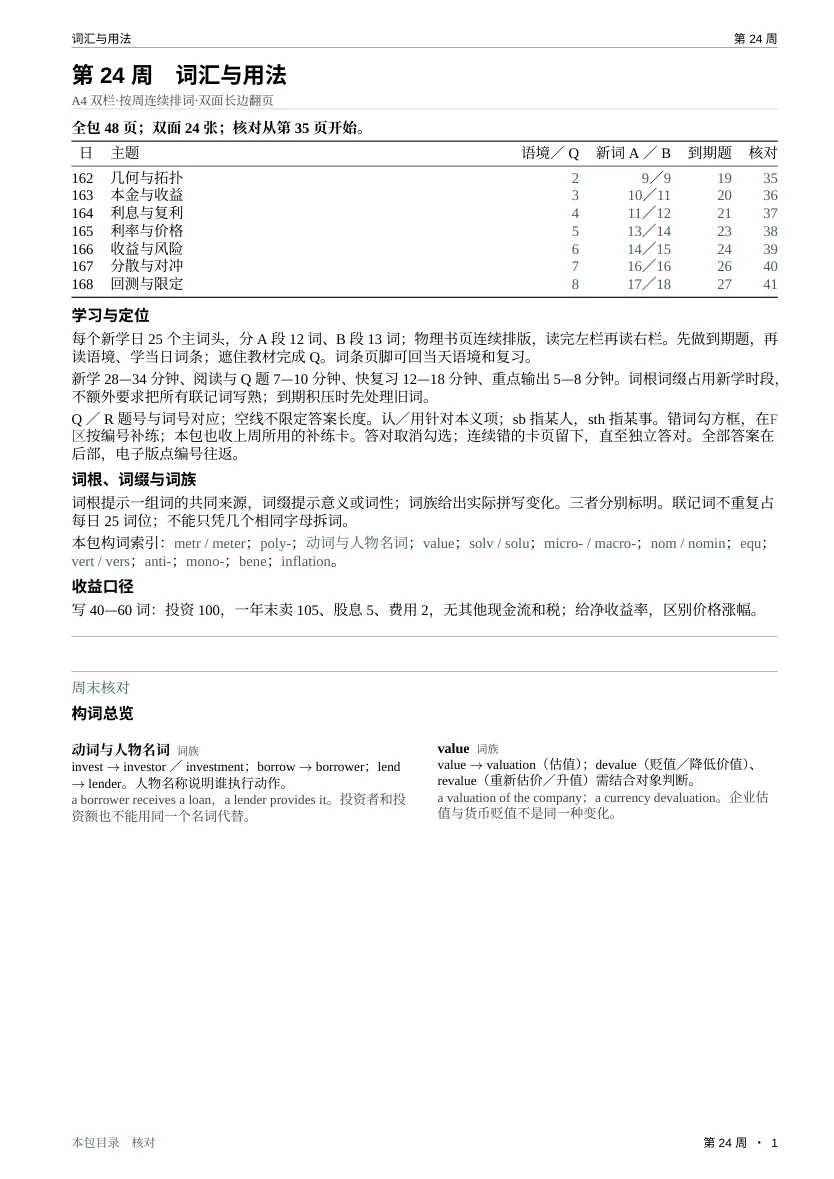 词汇与用法 第 24 周
第 24 周 词汇与用法
A4 双栏·按周连续排词·双面长边翻页
全包 48 页；双面 24 张；核对从第 35 页开始。
日 主题 语境／ Q 新词 A ／ B 到期题 核对
162 几何与拓扑 2 9／9 19 35
163 本金与收益 3 10／11 20 36
164 利息与复利 4 11／12 21 37
165 利率与价格 5 13／14 23 38
166 收益与风险 6 14／15 24 39
167 分散与对冲 7 16／16 26 40
168 回测与限定 8 17／18 27 41
学习与定位
每个新学日 25 个主词头，分 A 段 12 词、B 段 13 词；物理书页连续排版，读完左栏再读右栏。先做到期题，再
读语境、学当日词条；遮住教材完成 Q。词条页脚可回当天语境和复习。
新学 28—34 分钟、阅读与 Q 题 7—10 分钟、快复习 12—18 分钟、重点输出 5—8 分钟。词根词缀占用新学时段，
不额外要求把所有联记词写熟；到期积压时先处理旧词。
Q ／ R 题号与词号对应；空线不限定答案长度。认／用针对本义项；sb 指某人，sth 指某事。错词勾方框，在F
区按编号补练；本包也收上周所用的补练卡。答对取消勾选；连续错的卡页留下，直至独立答对。全部答案在
后部，电子版点编号往返。
词根、词缀与词族
词根提示一组词的共同来源，词缀提示意义或词性；词族给出实际拼写变化。三者分别标明。联记词不重复占
每日 25 词位；不能只凭几个相同字母拆词。
本包构词索引：metr / meter；poly-；动词与人物名词；value；solv / solu；micro- / macro-；nom / nomin；equ；
vert / vers；anti-；mono-；bene；inflation。
收益口径
写 40—60 词：投资 100，一年末卖 105、股息 5、费用 2，无其他现金流和税；给净收益率，区别价格涨幅。
周末核对
构词总览
动词与人物名词 词族
invest → investor ／ investment；borrow → borrower；lend
→ lender。人物名称说明谁执行动作。
a borrower receives a loan，a lender provides it。投资者和投
资额也不能用同一个名词代替。
value 词族
value → valuation（估值）；devalue（贬值／降低价值）、
revalue（重新估价／升值）需结合对象判断。
a valuation of the company；a currency devaluation。企业估
值与货币贬值不是同一种变化。
本包目录 核对 第 24 周 · 1